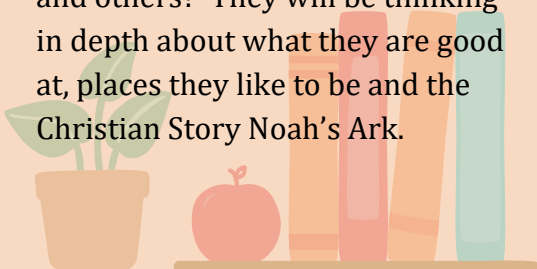 and others? They will be thinking
in depth about what they are good
at, places they like to be and the
Christian Story Noah’s Ark.